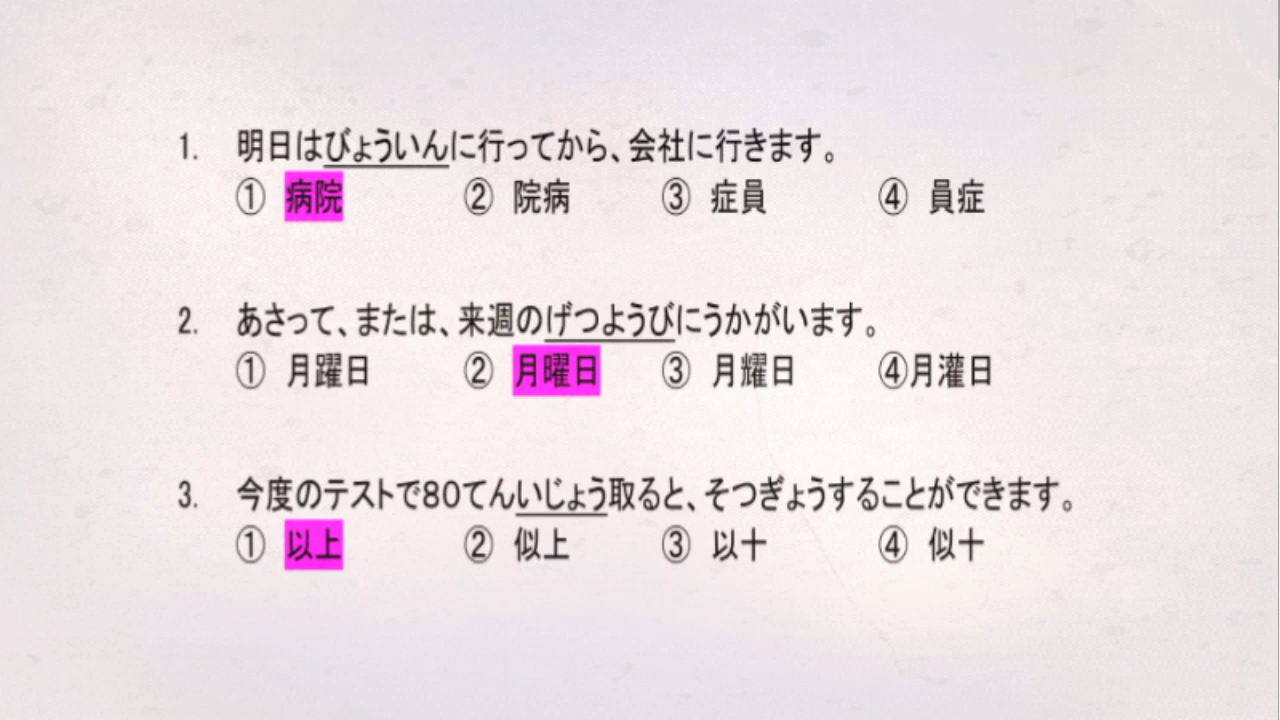 1. 明日はびょういんに行ってから、会社に行きます。
① 病院 ② 院病 ③ 症員 ④ 員症
2. あさって、または、来週のげつようびにうかがいます。
① 月躍日 ② 月曜日 ③ 月耀日 ④月灌日
3. 今度のテストで80てんいじょう取ると、そつぎょうすることができます。
① 以上 ② 似上 ③ 以十 ④ 似十